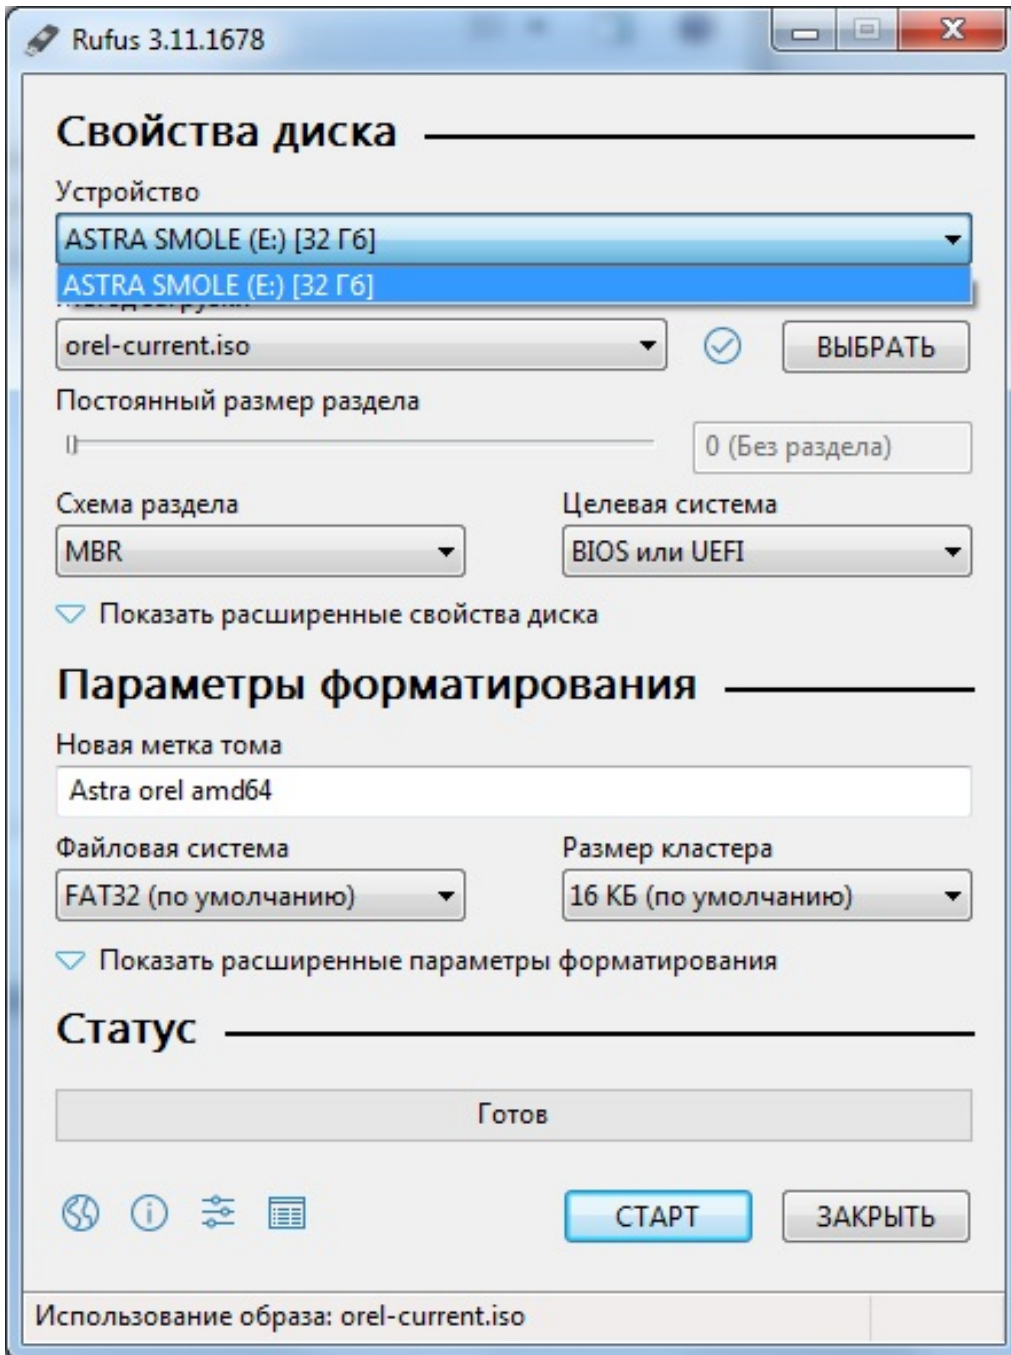 Rufus 3.11.1678
Свойства диска
Устройство
ASTRA SMOLE (E:) [32 Гб]
ASTRA SMOLE (E:) [32 Гб]
orel-current.iso
ВЫБРАТЬ
Постоянный размер раздела
0 (Без раздела)
Схема раздела
Целевая система
MBR
BIOS или UEFI
Показать расширенные свойства диска
Параметры форматирования
Новая метка тома
Astra orel amd64
Файловая система
Размер кластера
FAT32 (по умолчанию)
16 КБ (по умолчанию)
Показать расширенные параметры форматирования
Статус
Готов
СТАРТ
ЗАКРЫТЬ
Использование образа: orel-current.iso